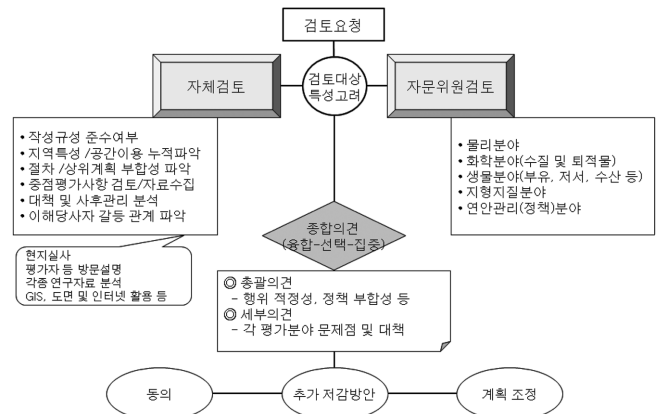 검토요청
자체검토
검토대상
특성고려
자문위원검토
• 작성규성 준수여부
• 지역특성 /공간이용 누적파악
• 절차 /상위계획 부합성 파악
• 중점평가사항 검토/자료수집
• 대책 및 사후관리 분석
• 이해당사자 갈등 관계 파악
• 물리분야
• 화학분야(수질 및 퇴적물)
• 생물분야(부유, 저서, 수산 등)
• 지형지질분야
• 연안관리(정책)분야
현지실사
평가자 등 방문설명
각종 연구자료 분석
GIS, 도면 및 인터넷 활용 등
종합의견
(융합-선택-집중)
◎ 총괄의견
- 행위 적정성, 정책 부합성 등
◎ 세부의견
- 각 평가분야 문제점 및 대책
동의
추가 저감방안
계획 조정